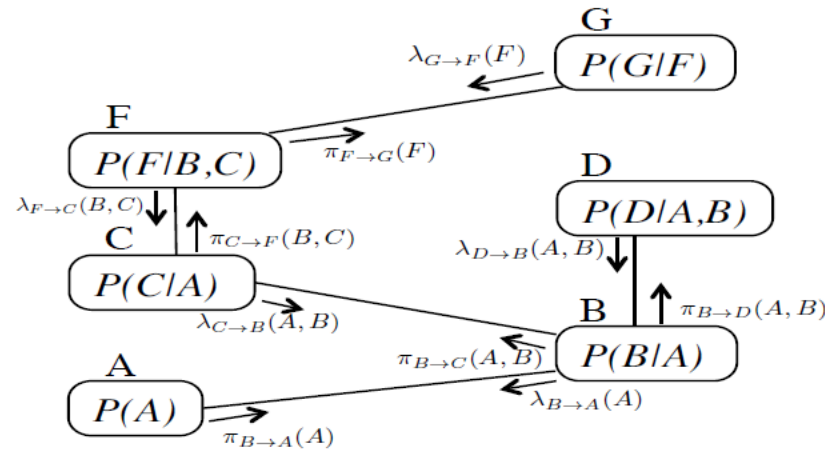 G
λG→F(F)
P(G/F)
F
P(F/B,C)
πF→G(F)
D
λF→C(B, C)
P(D/A,B)
C
πC→F(B, C)
λD→B(A, B)
P(C/A)
λC→B(A, B)
B
πB→D(A, B)
πB→C(A, B)
P(B/A)
A
λB→A(A)
P(A)
πB→A(A)